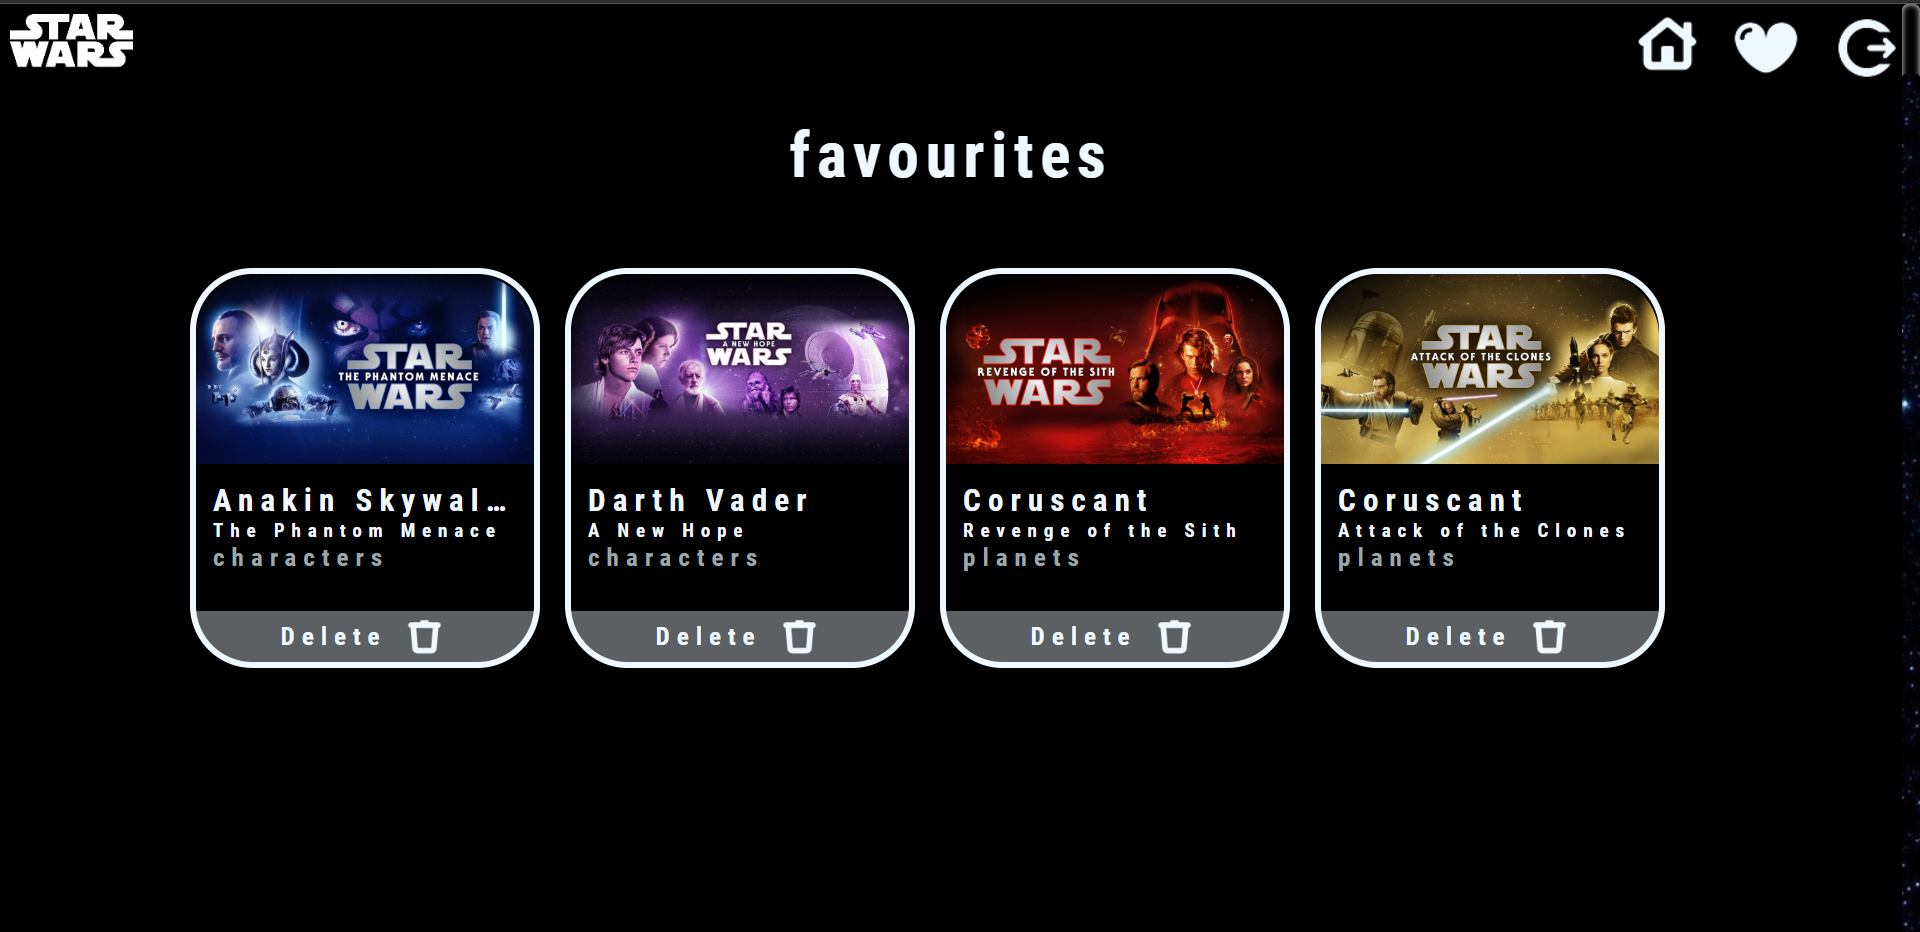 STAR
WARS
favourites
STAR
THE PHANTOM MENACE
WARS
Anakin Skywal…
The Phantom Menace
characters
Delete
STAR
A NEW HOPE
WARS
Darth Vader
A New Hope
characters
Delete
STAR
REVENGE OF THE SITH
WARS
Coruscant
Revenge of the Sith
planets
Delete
STAR
ATTACK OF THE CLONES
WARS
Coruscant
Attack of the Clones
planets
Delete